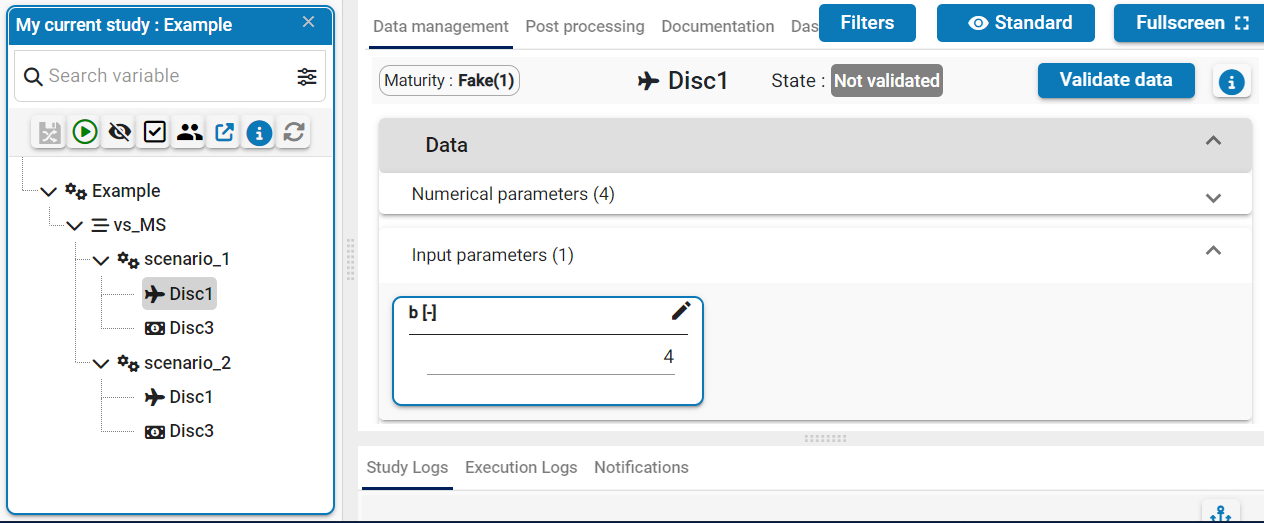 My current study : Example
Search variable
Example
vs_MS
scenario_1
Disc1
Disc3
scenario_2
Disc1
Disc3
Data management Post processing Documentation Das
Filters
Standard
Fullscreen
Maturity : Fake(1)
Disc1
State : Not validated
Validate data
Data
Numerical parameters (4)
Input parameters (1)
b [-]
4
Study Logs Execution Logs Notifications